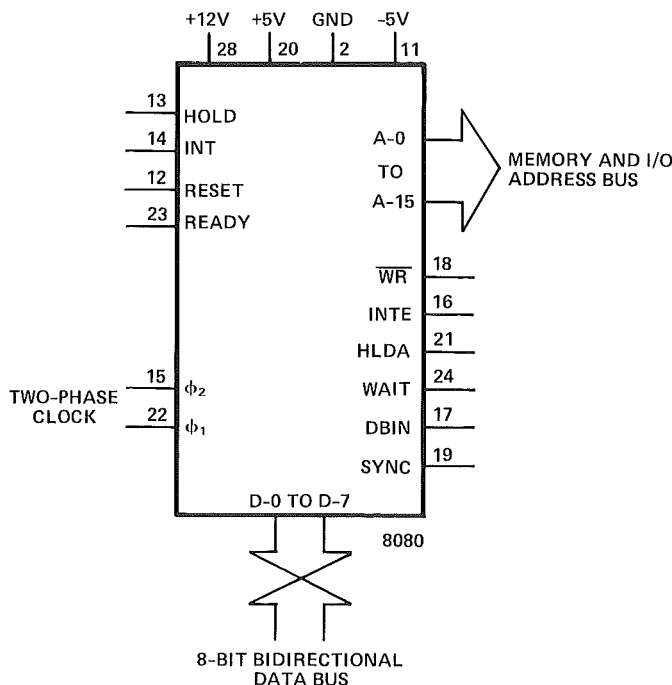 +12V +5V GND -5V
28 20 2 11
13 HOLD
14 INT
12 RESET
23 READY
A-0
TO
A-15
MEMORY AND I/O
ADDRESS BUS
WR 18
INTE 16
HLDA 21
WAIT 24
DBIN 17
SYNC 19
TWO-PHASE
CLOCK
15 ϕ2
22 ϕ1
D-0 TO D-7
8080
8-BIT BIDIRECTIONAL
DATA BUS